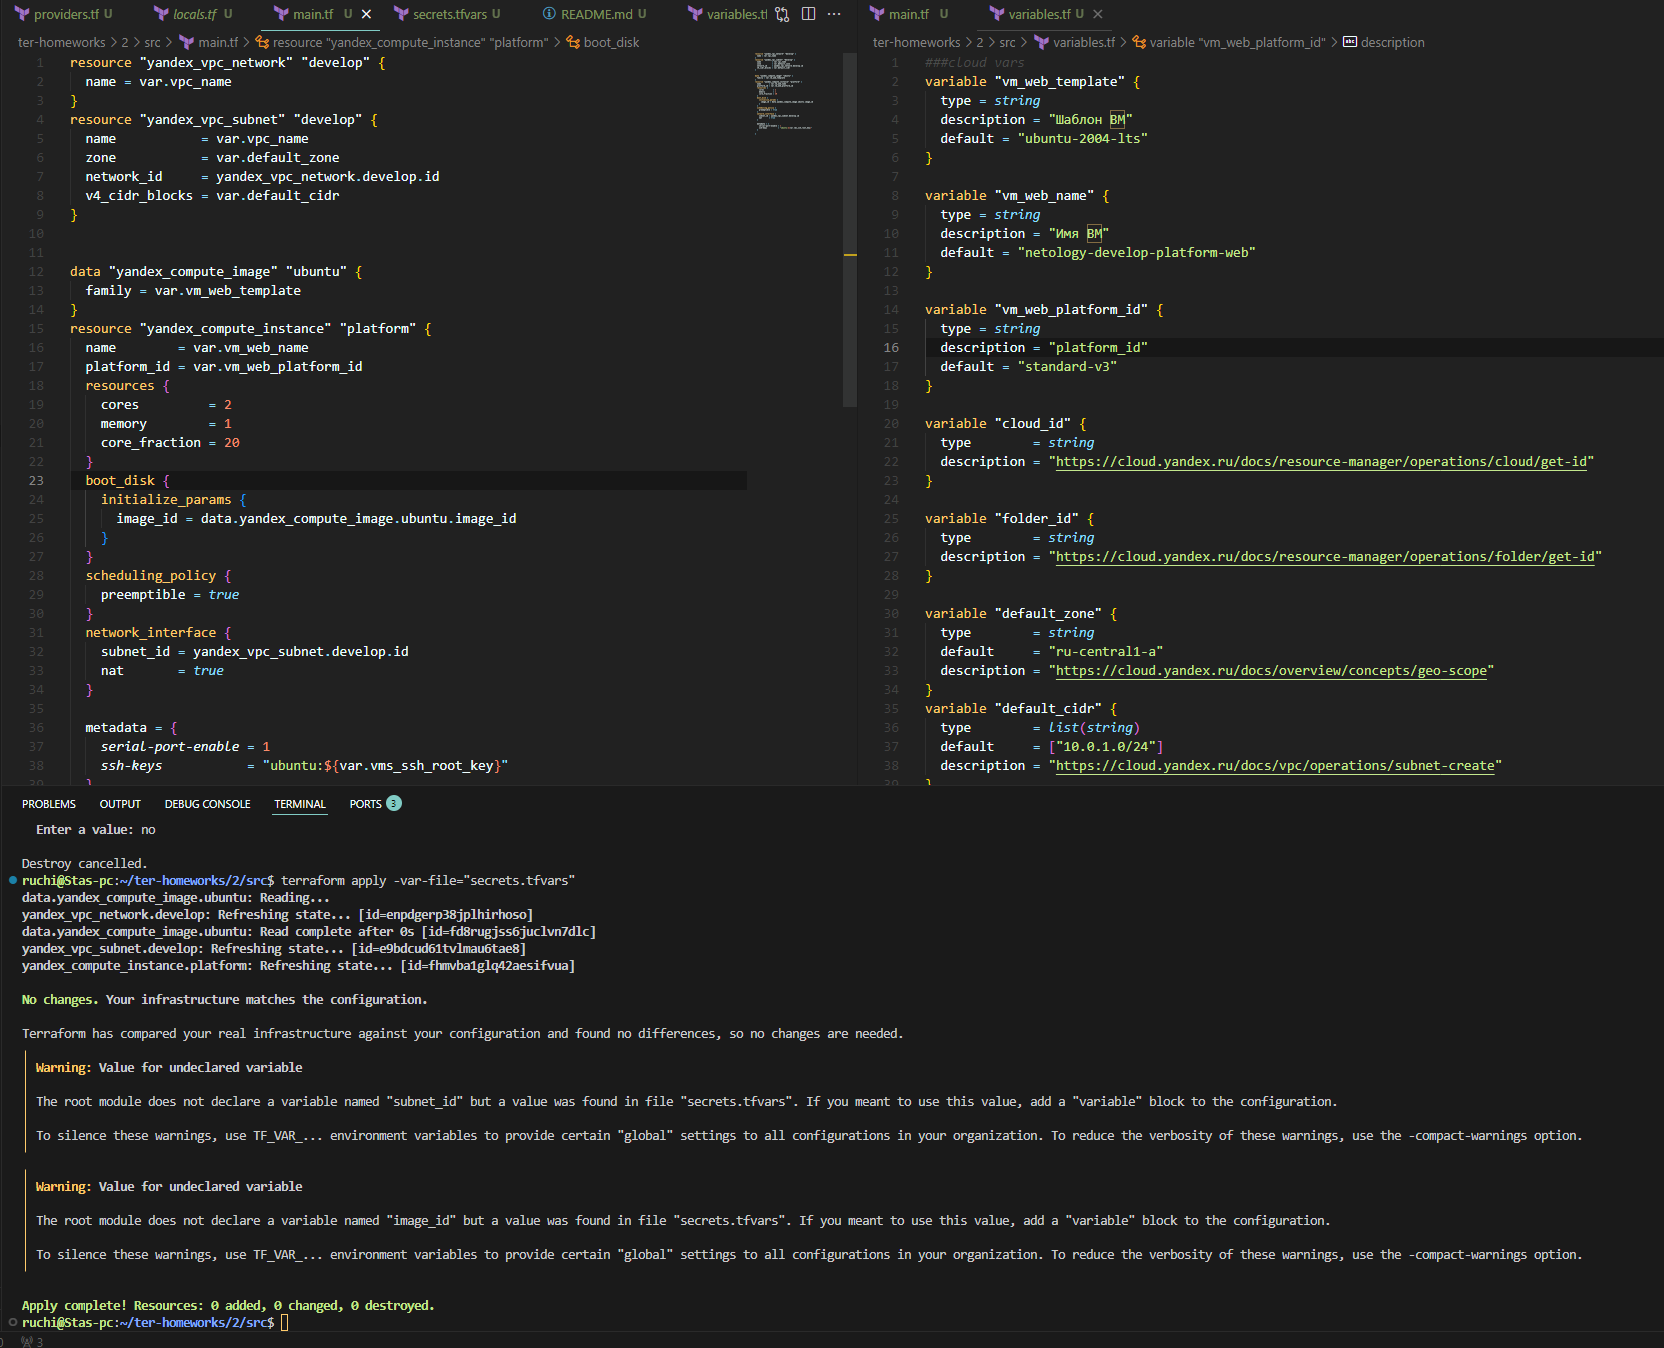 providers.tf U locals.tf U main.tf U secrets.tfvars U README.md U variables.tf
ter-homeworks > 2 > src > main.tf > resource "yandex_compute_instance" "platform" > boot_disk
1 resource "yandex_vpc_network" "develop" {
2 name = var.vpc_name
3 }
4 resource "yandex_vpc_subnet" "develop" {
5 name = var.vpc_name
6 zone = var.default_zone
7 network_id = yandex_vpc_network.develop.id
8 v4_cidr_blocks = var.default_cidr
9 }
10
11
12 data "yandex_compute_image" "ubuntu" {
13 family = var.vm_web_template
14 }
15 resource "yandex_compute_instance" "platform" {
16 name = var.vm_web_name
17 platform_id = var.vm_web_platform_id
18 resources {
19 cores = 2
20 memory = 1
21 core_fraction = 20
22 }
23 boot_disk {
24 initialize_params {
25 image_id = data.yandex_compute_image.ubuntu.image_id
26 }
27 }
28 scheduling_policy {
29 preemptible = true
30 }
31 network_interface {
32 subnet_id = yandex_vpc_subnet.develop.id
33 nat = true
34 }
35
36 metadata = {
37 serial-port-enable = 1
38 ssh-keys = "ubuntu:${var.vms_ssh_root_key}"
39 }
main.tf U variables.tf U
ter-homeworks > 2 > src > variables.tf > variable "vm_web_platform_id" > description
1 ###cloud vars
2 variable "vm_web_template" {
3 type = string
4 description = "Шаблон ВМ"
5 default = "ubuntu-2004-lts"
6 }
7
8 variable "vm_web_name" {
9 type = string
10 description = "Имя ВМ"
11 default = "netology-develop-platform-web"
12 }
13
14 variable "vm_web_platform_id" {
15 type = string
16 description = "platform_id"
17 default = "standard-v3"
18 }
19
20 variable "cloud_id" {
21 type = string
22 description = "https://cloud.yandex.ru/docs/resource-manager/operations/cloud/get-id"
23 }
24
25 variable "folder_id" {
26 type = string
27 description = "https://cloud.yandex.ru/docs/resource-manager/operations/folder/get-id"
28 }
29
30 variable "default_zone" {
31 type = string
32 default = "ru-central1-a"
33 description = "https://cloud.yandex.ru/docs/overview/concepts/geo-scope"
34 }
35 variable "default_cidr" {
36 type = list(string)
37 default = ["10.0.1.0/24"]
38 description = "https://cloud.yandex.ru/docs/vpc/operations/subnet-create"
39 }
PROBLEMS OUTPUT DEBUG CONSOLE TERMINAL PORTS 3
Enter a value: no
Destroy cancelled.
ruchi@Stas-pc:~/ter-homeworks/2/src$ terraform apply -var-file="secrets.tfvars"
data.yandex_compute_image.ubuntu: Reading...
yandex_vpc_network.develop: Refreshing state... [id=enpdgerp38jplhirhoso]
data.yandex_compute_image.ubuntu: Read complete after 0s [id=fd8rugjss6juclvn7dlc]
yandex_vpc_subnet.develop: Refreshing state... [id=e9bdcud61tvlmau6tae8]
yandex_compute_instance.platform: Refreshing state... [id=fhmvba1glq42aesifvua]
No changes. Your infrastructure matches the configuration.
Terraform has compared your real infrastructure against your configuration and found no differences, so no changes are needed.
Warning: Value for undeclared variable
The root module does not declare a variable named "subnet_id" but a value was found in file "secrets.tfvars". If you meant to use this value, add a "variable" block to the configuration.
To silence these warnings, use TF_VAR_... environment variables to provide certain "global" settings to all configurations in your organization. To reduce the verbosity of these warnings, use the -compact-warnings option.
Warning: Value for undeclared variable
The root module does not declare a variable named "image_id" but a value was found in file "secrets.tfvars". If you meant to use this value, add a "variable" block to the configuration.
To silence these warnings, use TF_VAR_... environment variables to provide certain "global" settings to all configurations in your organization. To reduce the verbosity of these warnings, use the -compact-warnings option.
Apply complete! Resources: 0 added, 0 changed, 0 destroyed.
ruchi@Stas-pc:~/ter-homeworks/2/src$
3